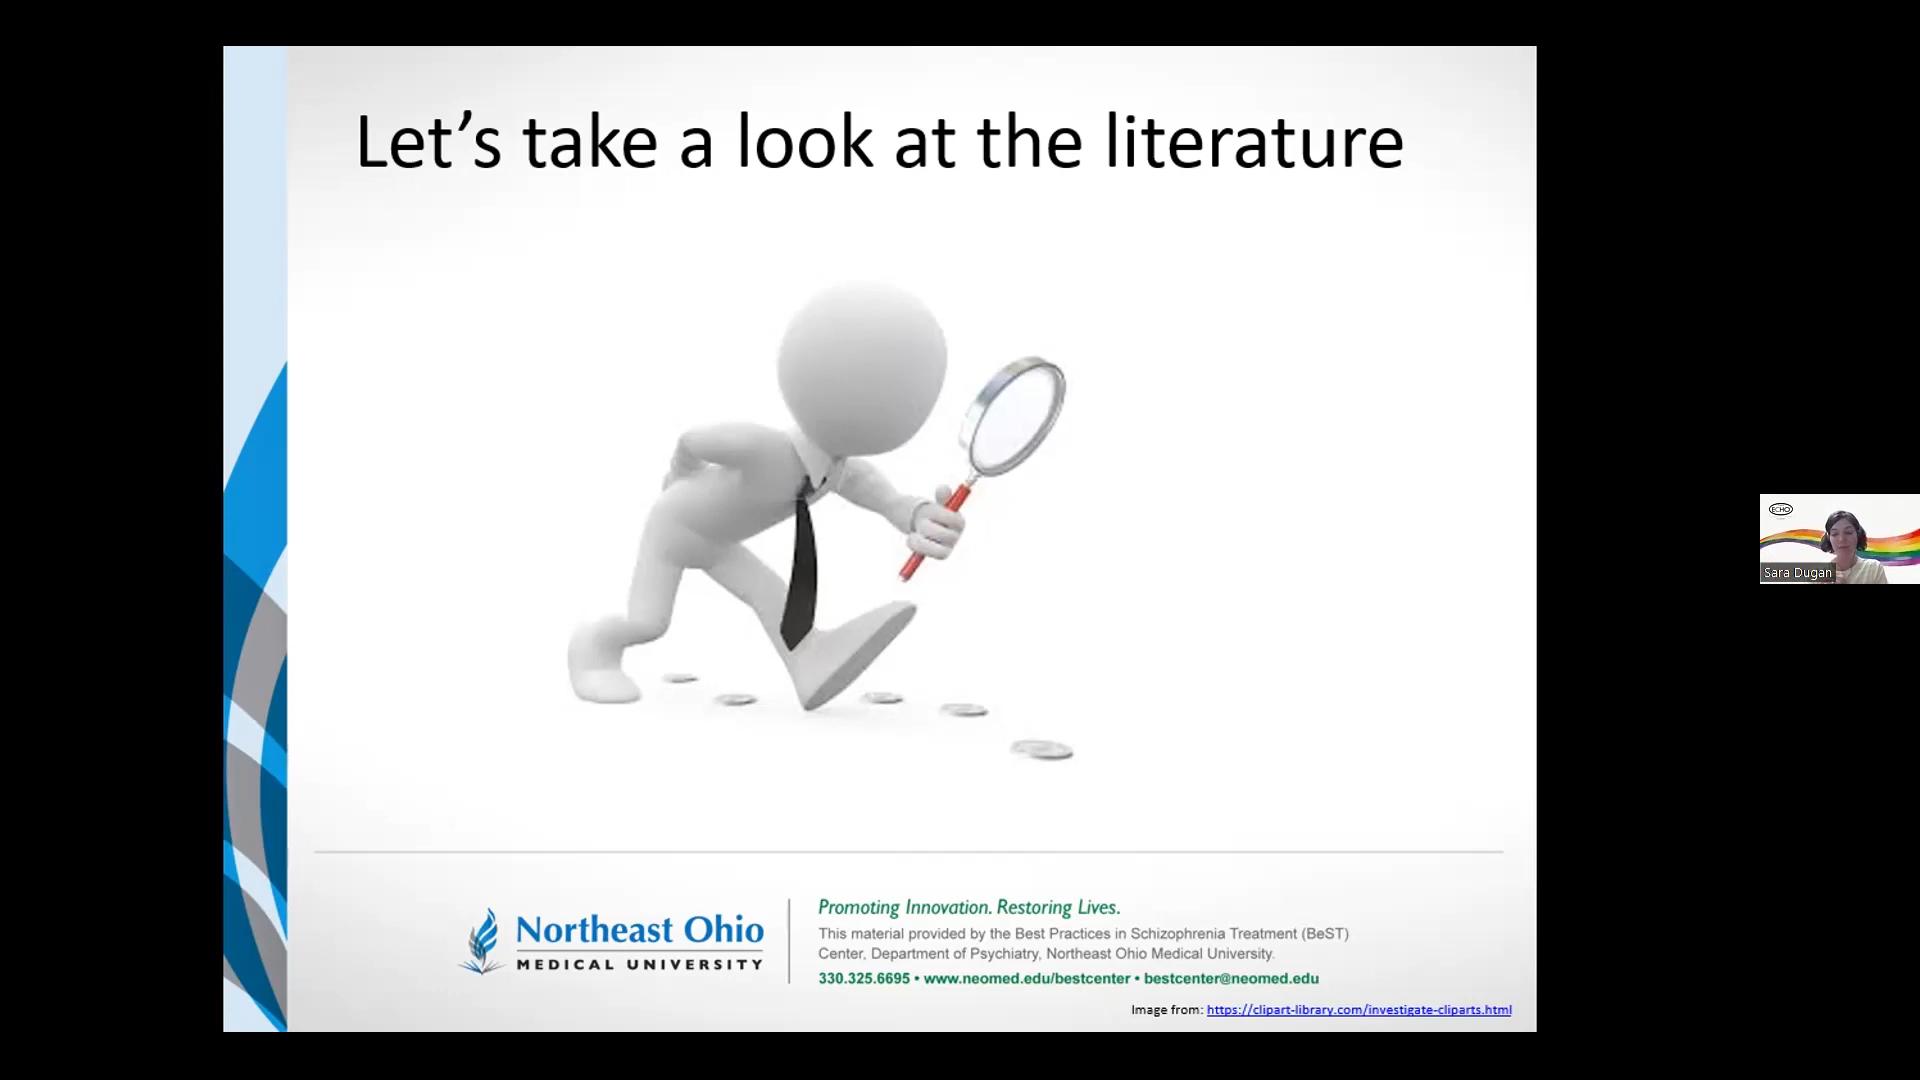 Let’s take a look at the literature
ECHO
Sara Dugan
Northeast Ohio
MEDICAL UNIVERSITY
Promoting Innovation. Restoring Lives.
This material provided by the Best Practices in Schizophrenia Treatment (BeST)
Center, Department of Psychiatry, Northeast Ohio Medical University.
330.325.6695 • www.neomed.edu/bestcenter • bestcenter@neomed.edu
Image from: https://clipart-library.com/investigate-cliparts.html